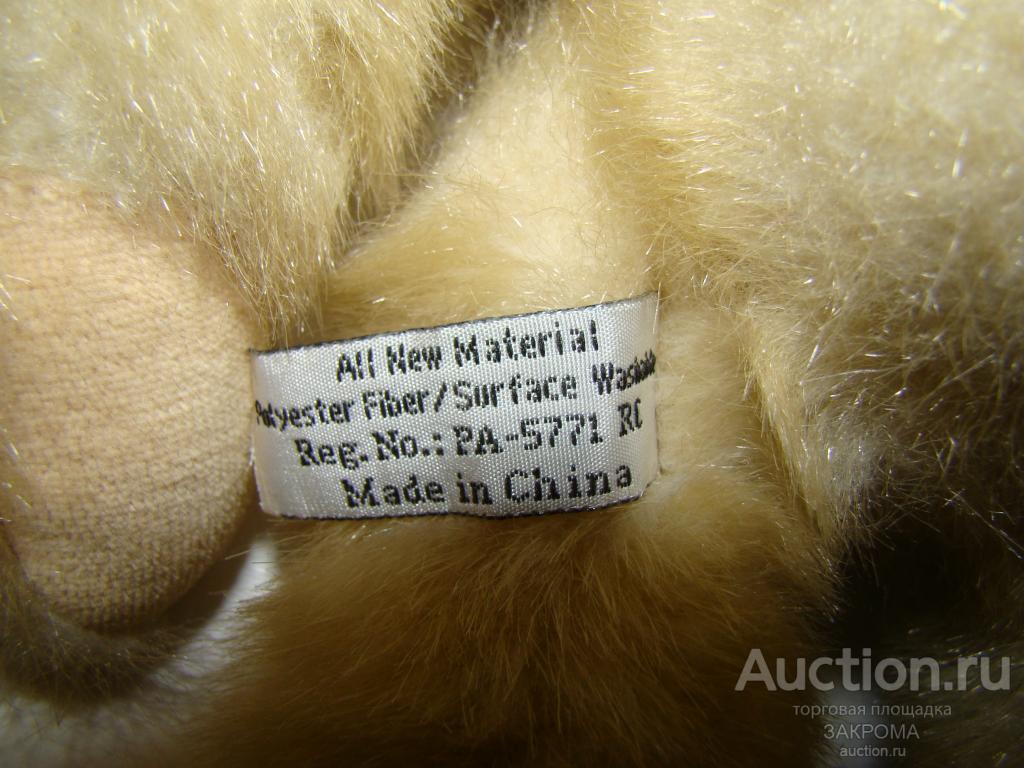 All New Material
Polyester Fiber/Surface Washable
Reg.No.: PA-5771 RC
Made in China
Auction.ru
торговая площадка
ЗАКРОМА
auction.ru